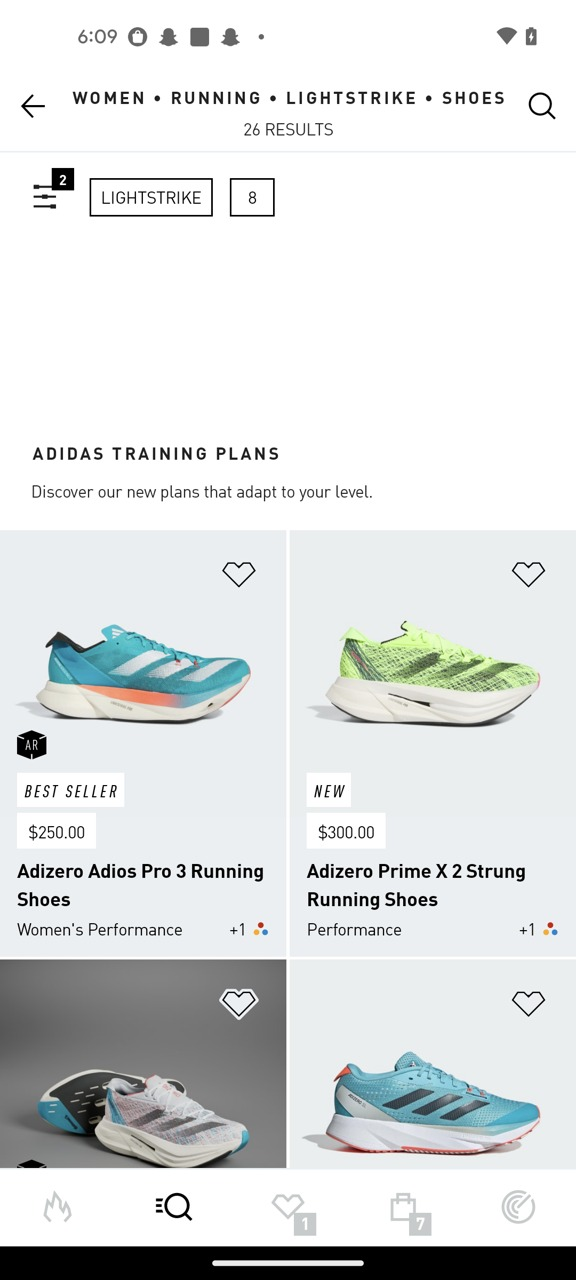 6:09
WOMEN • RUNNING • LIGHTSTRIKE • SHOES
26 RESULTS
2
LIGHTSTRIKE
8
ADIDAS TRAINING PLANS
Discover our new plans that adapt to your level.
AR
BEST SELLER
$250.00
Adizero Adios Pro 3 Running
Shoes
Women's Performance +1
NEW
$300.00
Adizero Prime X 2 Strung
Running Shoes
Performance +1
1
7